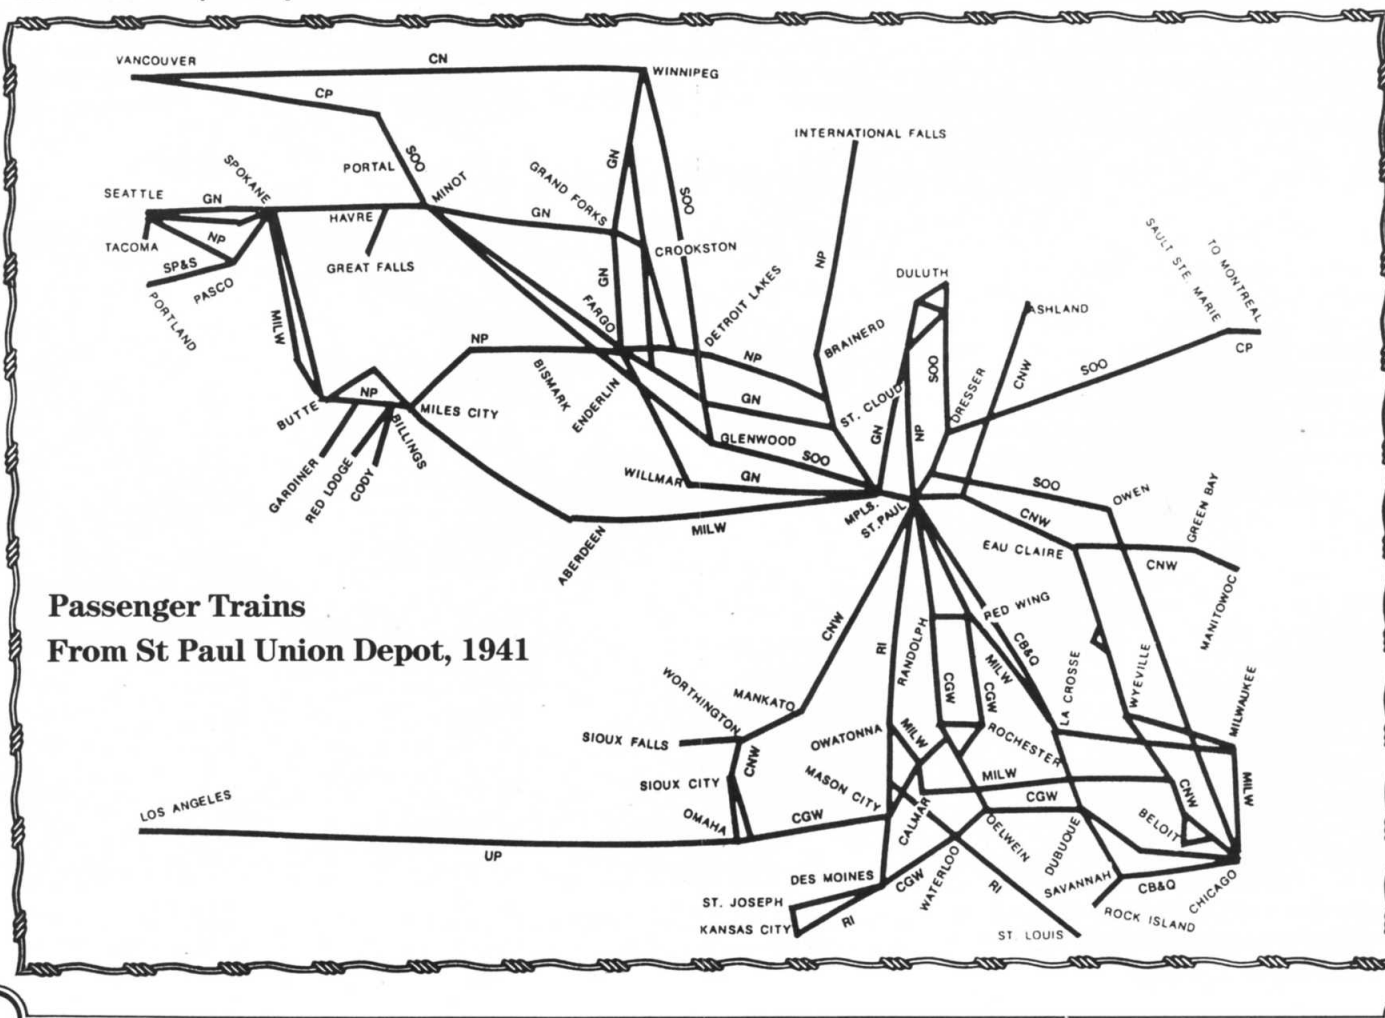 VANCOUVER
CN
WINNIPEG
CP
INTERNATIONAL FALLS
SOO
PORTAL
MINOT
SPOKANE
SEATTLE
GN
HAVRE
GN
GRAND FORKS
GN
SOO
CROOKSTON
NP
TACOMA
NP
SP&S
PASCO
PORTLAND
GREAT FALLS
GN
DETROIT LAKES
DULUTH
ASHLAND
SAULT STE. MARIE
TO MONTREAL
CP
MILW
NP
FARGO
BISMARK
ENDERLIN
NP
BRAINERD
SOO
DRESSER
CNW
SOO
BUTTE
NP
MILES CITY
BILLINGS
GARDINER
RED LODGE
CODY
GN
ST. CLOUD
GN
NP
GLENWOOD
SOO
WILLMAR
GN
MPLS.
ST. PAUL
SOO
OWEN
GREEN BAY
CNW
EAU CLAIRE
CNW
MANITOWOC
ABERDEEN
MILW
Passenger Trains
From St Paul Union Depot, 1941
CNW
RI
RANDOLPH
RED WING
CB&Q
MILW
CGW
CGW
LA CROSSE
WYEVILLE
MILWAUKEE
WORTHINGTON
MANKATO
SIOUX FALLS
CNW
SIOUX CITY
OWATONNA
MILW
ROCHESTER
MASON CITY
MILW
CGW
CNW
MILW
LOS ANGELES
OMAHA
CGW
CALMAR
OELWEIN
DUBUQUE
BELOIT
UP
DES MOINES
CGW
WATERLOO
RI
SAVANNAH
CB&Q
CHICAGO
ROCK ISLAND
ST. JOSEPH
KANSAS CITY
RI
ST. LOUIS